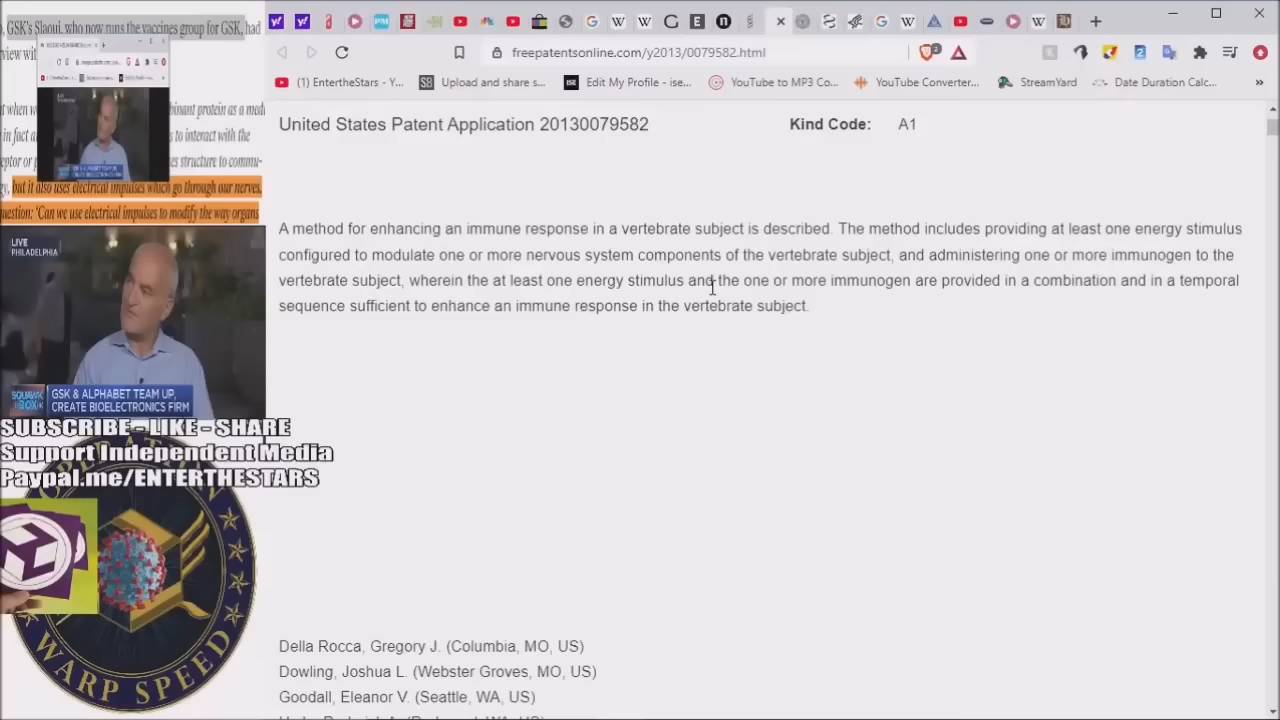 GSK's Slaoui, who now runs the vaccines group for GSK, had
view wi
t when w
binant protein as a med
in fact a
s to interact with the
eptor or p
es structure to commu-
gy, but it also uses electrical impulses which go through our nerves.
uestion: 'Can we use electrical impulses to modify the way organs
LIVE
PHILADELPHIA
SQUAWK
BOX
GSK & ALPHABET TEAM UP,
CREATE BIOELECTRONICS FIRM
SUBSCRIBE - LIKE - SHARE
Support Independent Media
Paypal.me/ENTERTHESTARS
OPERATION
WARP SPEED
freepatentsonline.com/y2013/0079582.html
(1) EntertheStars - Y...
Upload and share s...
Edit My Profile - ise...
YouTube to MP3 Co...
YouTube Converter...
StreamYard
Date Duration Calc...
United States Patent Application 20130079582
Kind Code: A1
A method for enhancing an immune response in a vertebrate subject is described. The method includes providing at least one energy stimulus
configured to modulate one or more nervous system components of the vertebrate subject, and administering one or more immunogen to the
vertebrate subject, wherein the at least one energy stimulus and the one or more immunogen are provided in a combination and in a temporal
sequence sufficient to enhance an immune response in the vertebrate subject.
Della Rocca, Gregory J. (Columbia, MO, US)
Dowling, Joshua L. (Webster Groves, MO, US)
Goodall, Eleanor V. (Seattle, WA, US)